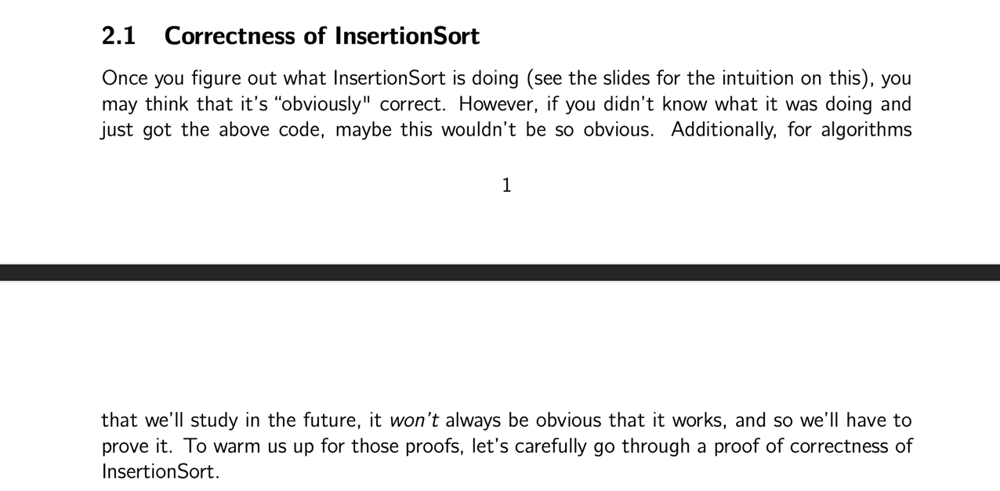 2.1 Correctness of InsertionSort
Once you figure out what InsertionSort is doing (see the slides for the intuition on this), you
may think that it's “obviously" correct. However, if you didn't know what it was doing and
just got the above code, maybe this wouldn't be so obvious. Additionally, for algorithms
1
that we'll study in the future, it won't always be obvious that it works, and so we'll have to
prove it. To warm us up for those proofs, let's carefully go through a proof of correctness of
InsertionSort.